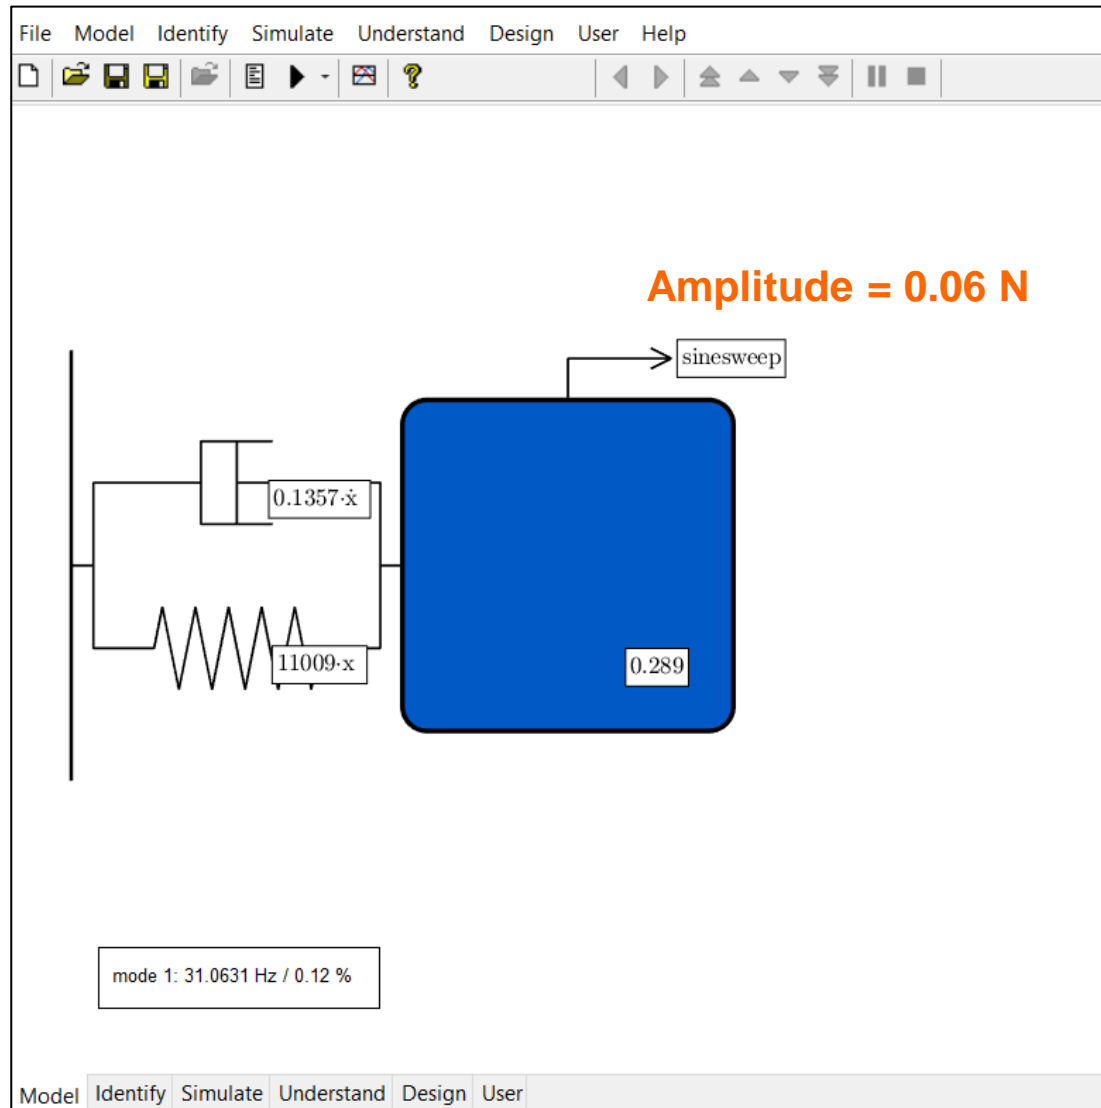 File Model Identify Simulate Understand Design User Help
Amplitude = 0.06 N
sinesweep
0.1357·ẋ
11009·x
0.289
mode 1: 31.0631 Hz / 0.12 %
Model Identify Simulate Understand Design User